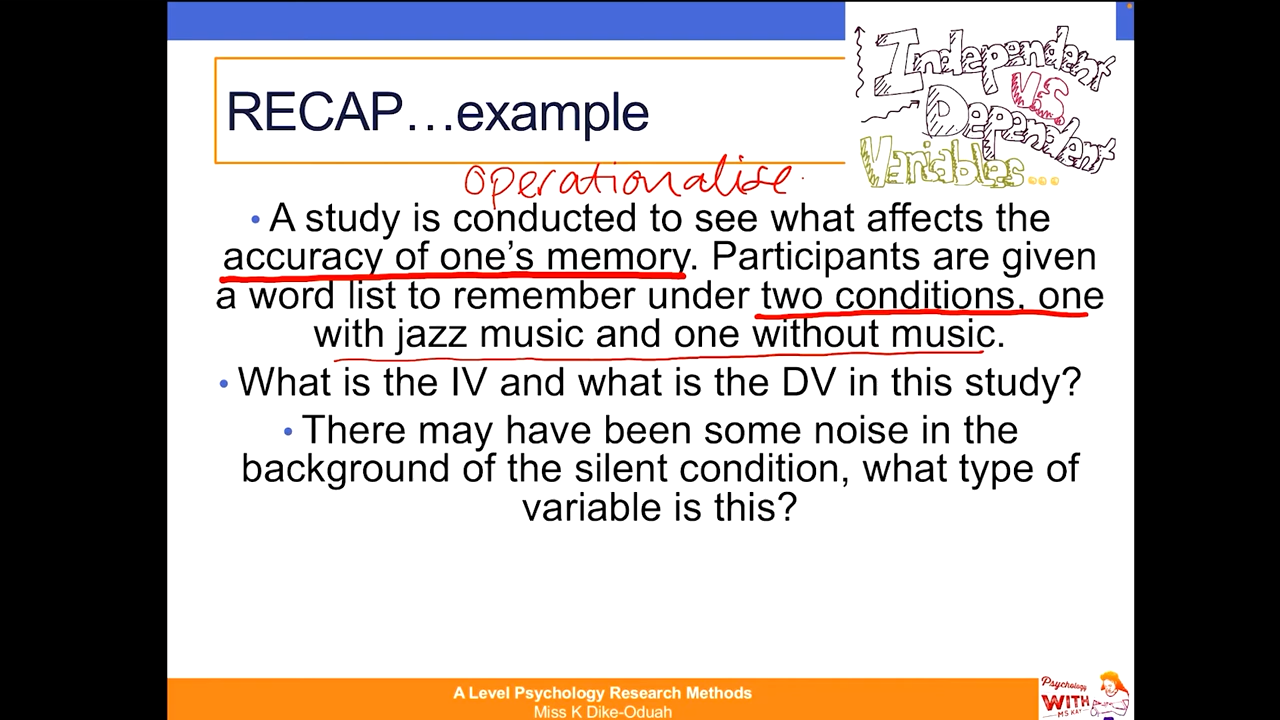 Independent
V.S.
Dependent
Variables...
RECAP…example
operationalise
• A study is conducted to see what affects the
accuracy of one's memory. Participants are given
a word list to remember under two conditions, one
with jazz music and one without music.
• What is the IV and what is the DV in this study?
• There may have been some noise in the
background of the silent condition, what type of
variable is this?
A Level Psychology Research Methods
Miss K Dike-Oduah
Psychology
WITH
MS KAY